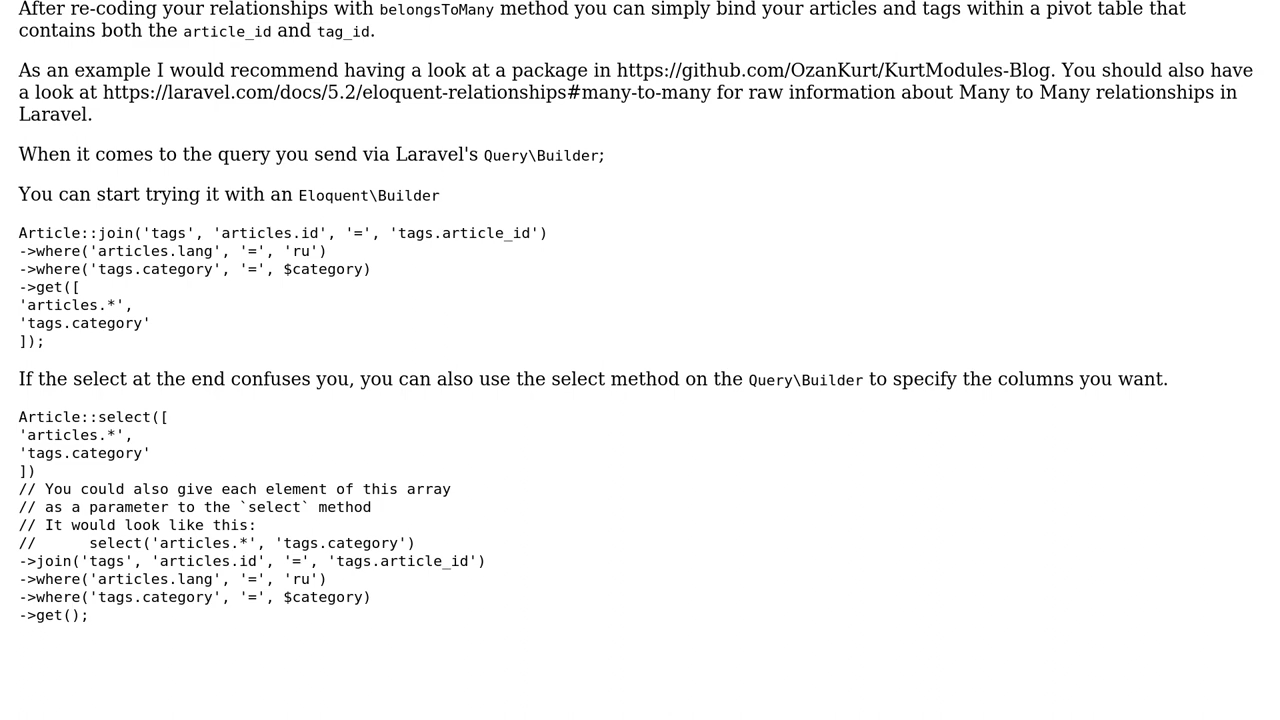 After re-coding your relationships with belongsToMany method you can simply bind your articles and tags within a pivot table that
contains both the article_id and tag_id.
As an example I would recommend having a look at a package in https://github.com/OzanKurt/KurtModules-Blog. You should also have
a look at https://laravel.com/docs/5.2/eloquent-relationships#many-to-many for raw information about Many to Many relationships in
Laravel.
When it comes to the query you send via Laravel's Query\Builder;
You can start trying it with an Eloquent\Builder
Article::join('tags', 'articles.id', '=', 'tags.article_id')
->where('articles.lang', '=', 'ru')
->where('tags.category', '=', $category)
->get([
'articles.*',
'tags.category'
]);
If the select at the end confuses you, you can also use the select method on the Query\Builder to specify the columns you want.
Article::select([
'articles.*',
'tags.category'
])
// You could also give each element of this array
// as a parameter to the `select` method
// It would look like this:
//      select('articles.*', 'tags.category')
->join('tags', 'articles.id', '=', 'tags.article_id')
->where('articles.lang', '=', 'ru')
->where('tags.category', '=', $category)
->get();